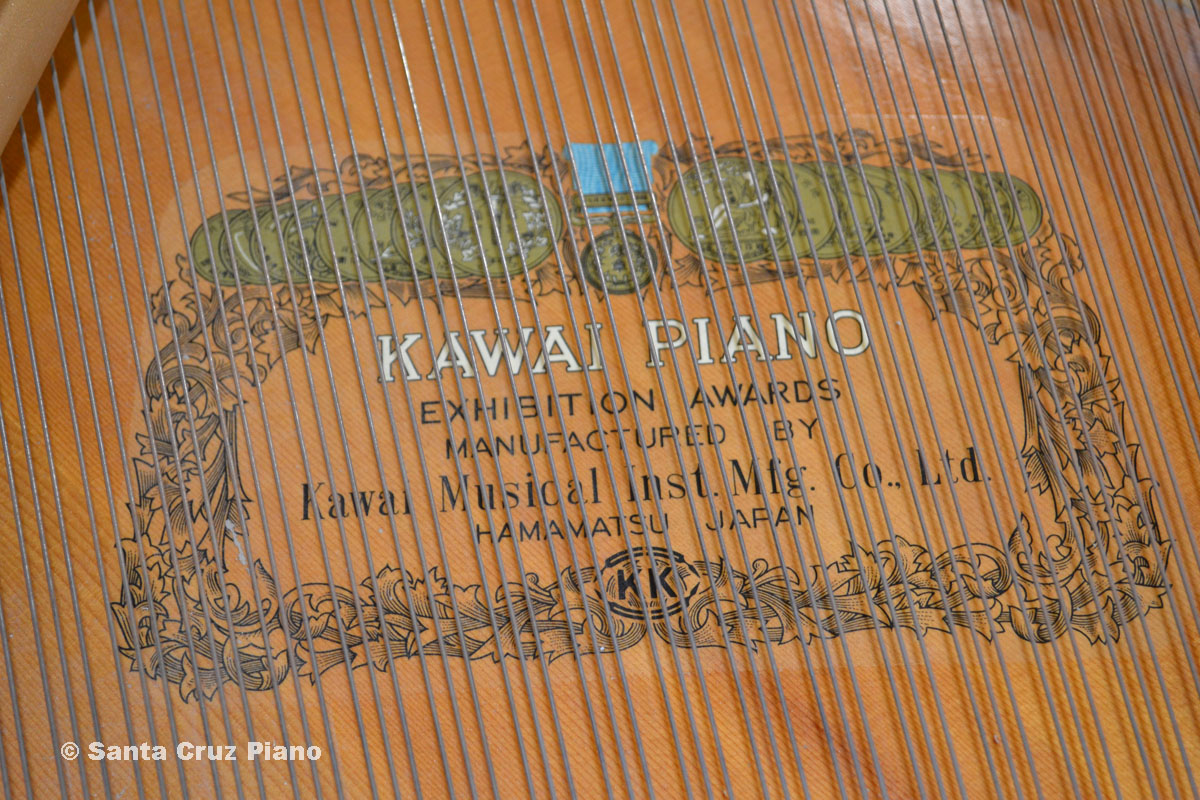 KAWAI PIANO
EXHIBITION AWARDS
MANUFACTURED BY
Kawai Musical Inst. Mfg. Co., Ltd.
HAMAMATSU JAPAN
KK
© Santa Cruz Piano